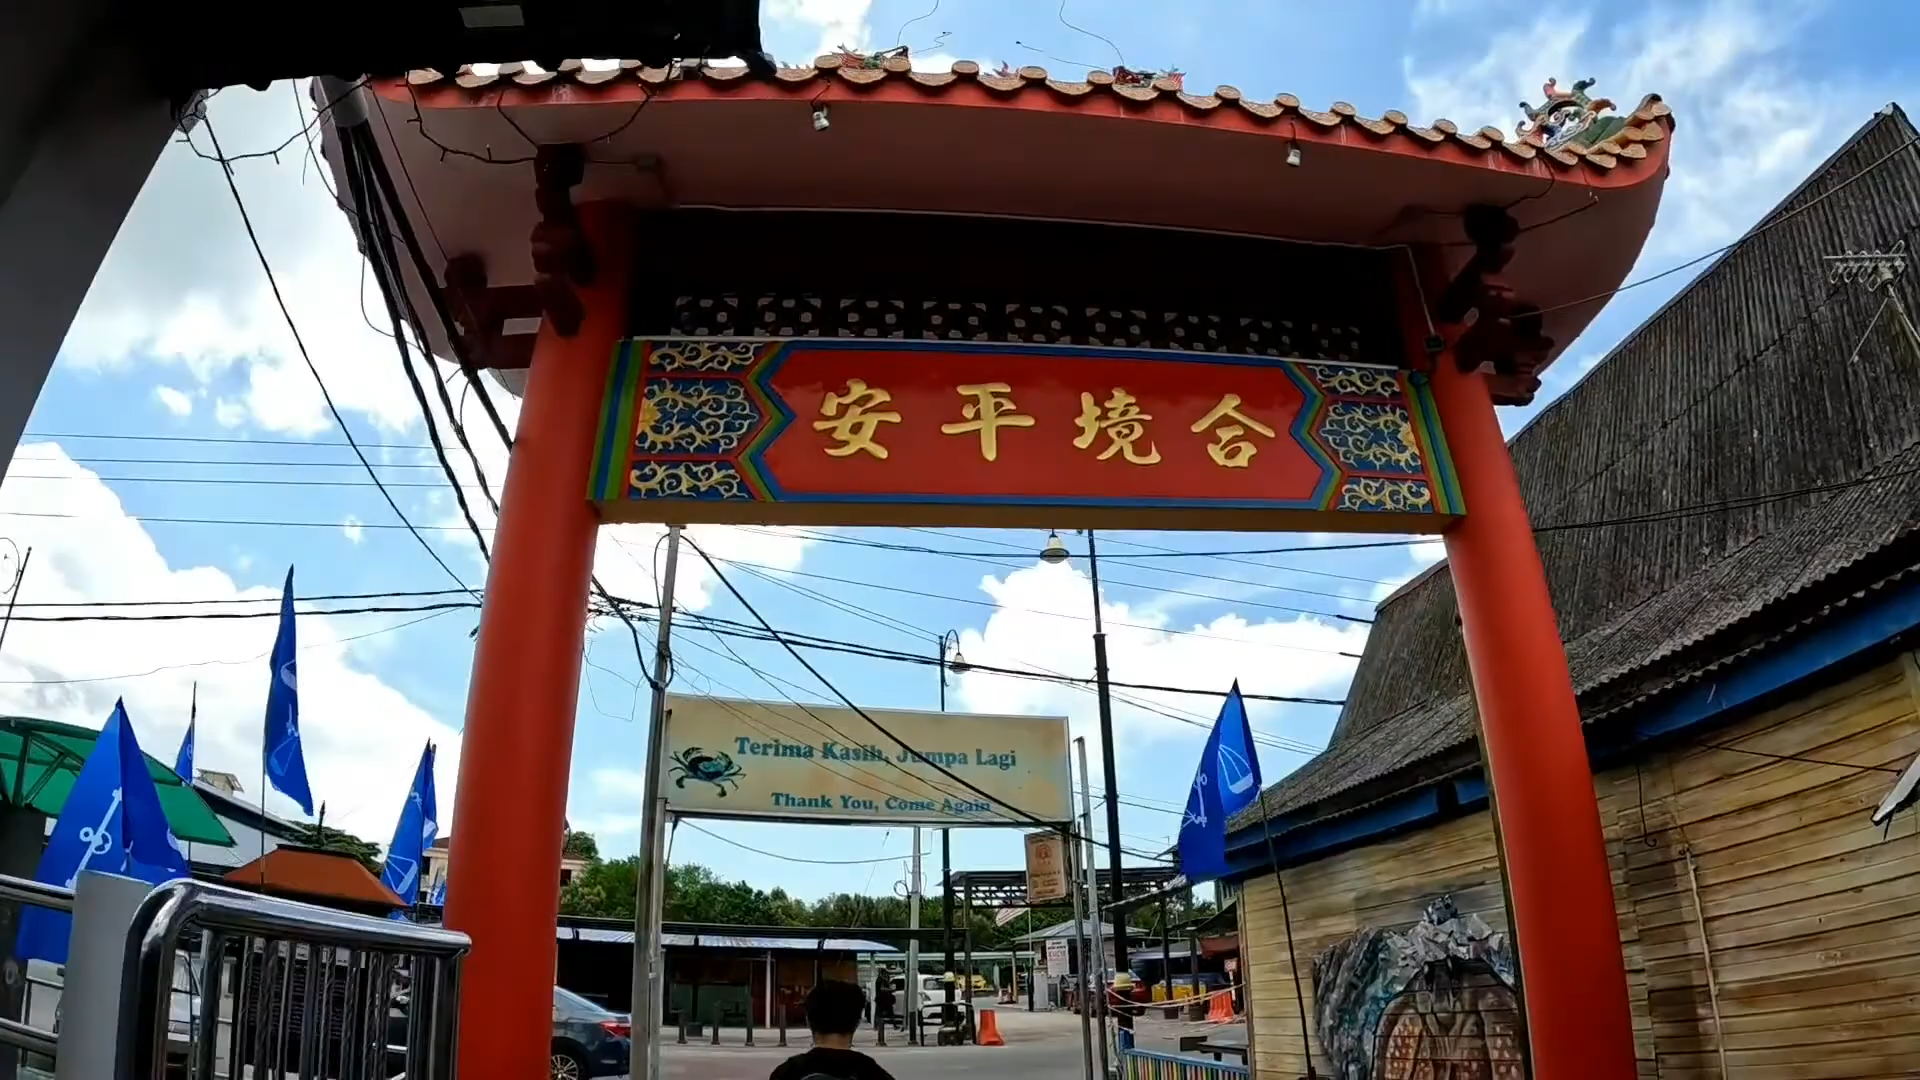 安平境合
Terima Kasih, Jumpa Lagi
Thank You, Come Again